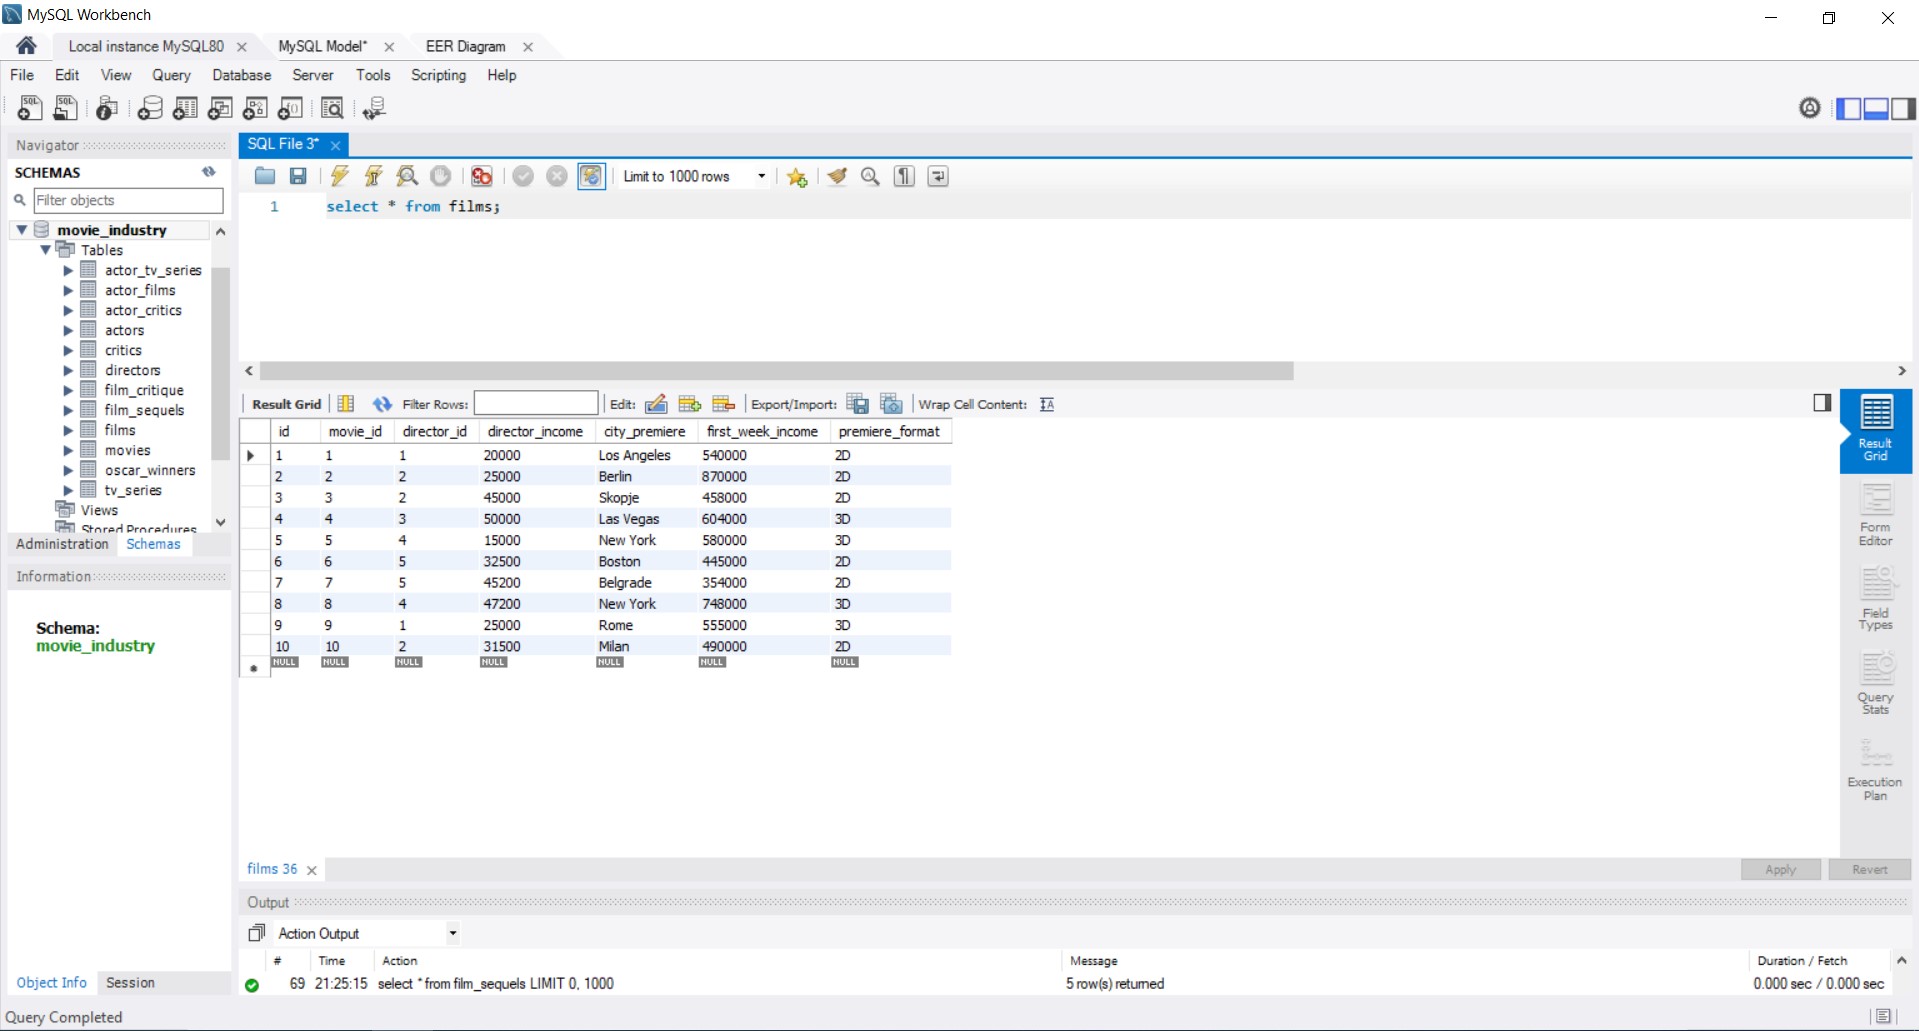 MySQL Workbench
Local instance MySQL80 MySQL Model* EER Diagram
File Edit View Query Database Server Tools Scripting Help
Navigator
SCHEMAS
Filter objects
movie_industry
Tables
actor_tv_series
actor_films
actor_critics
actors
critics
directors
film_critique
film_sequels
films
movies
oscar_winners
tv_series
Views
Stored Procedures
Administration Schemas
Information
Schema:
movie_industry
Object Info Session
SQL File 3*
Limit to 1000 rows
1 select * from films;
Result Grid Filter Rows: Edit: Export/Import: Wrap Cell Content:
id movie_id director_id director_income city_premiere first_week_income premiere_format
1 1 1 20000 Los Angeles 540000 2D
2 2 2 25000 Berlin 870000 2D
3 3 2 45000 Skopje 458000 2D
4 4 3 50000 Las Vegas 604000 3D
5 5 4 15000 New York 580000 3D
6 6 5 32500 Boston 445000 2D
7 7 5 45200 Belgrade 354000 2D
8 8 4 47200 New York 748000 3D
9 9 1 25000 Rome 555000 3D
10 10 2 31500 Milan 490000 2D
NULL NULL NULL NULL NULL NULL NULL
Result
Grid
Form
Editor
Field
Types
Query
Stats
Execution
Plan
films 36
Apply Revert
Output
Action Output
# Time Action Message Duration / Fetch
69 21:25:15 select * from film_sequels LIMIT 0, 1000 5 row(s) returned 0.000 sec / 0.000 sec
Query Completed